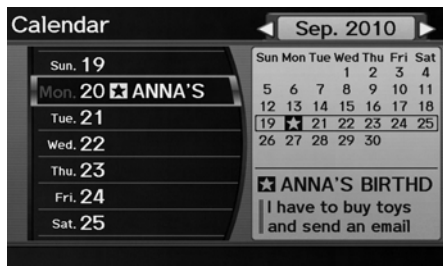 Calendar
Sep. 2010
Sun. 19
Mon. 20 ANNA'S
Tue. 21
Wed. 22
Thu. 23
Fri. 24
Sat. 25
Sun Mon Tue Wed Thu Fri Sat
1 2 3 4
5 6 7 8 9 10 11
12 13 14 15 16 17 18
19 21 22 23 24 25
26 27 28 29 30
ANNA'S BIRTHD
I have to buy toys
and send an email